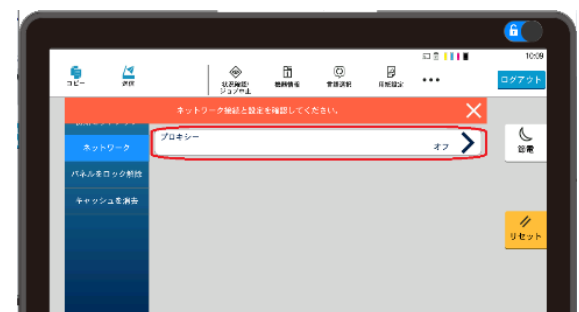 10:09
コピー
送信
状況確認/
ジョブ中止
機器情報
言語選択
用紙設定
•••
ログアウト
ネットワーク接続と設定を確認してください。
ネットワーク
プロキシー
オフ
節電
パネルをロック解除
キャッシュを消去
リセット